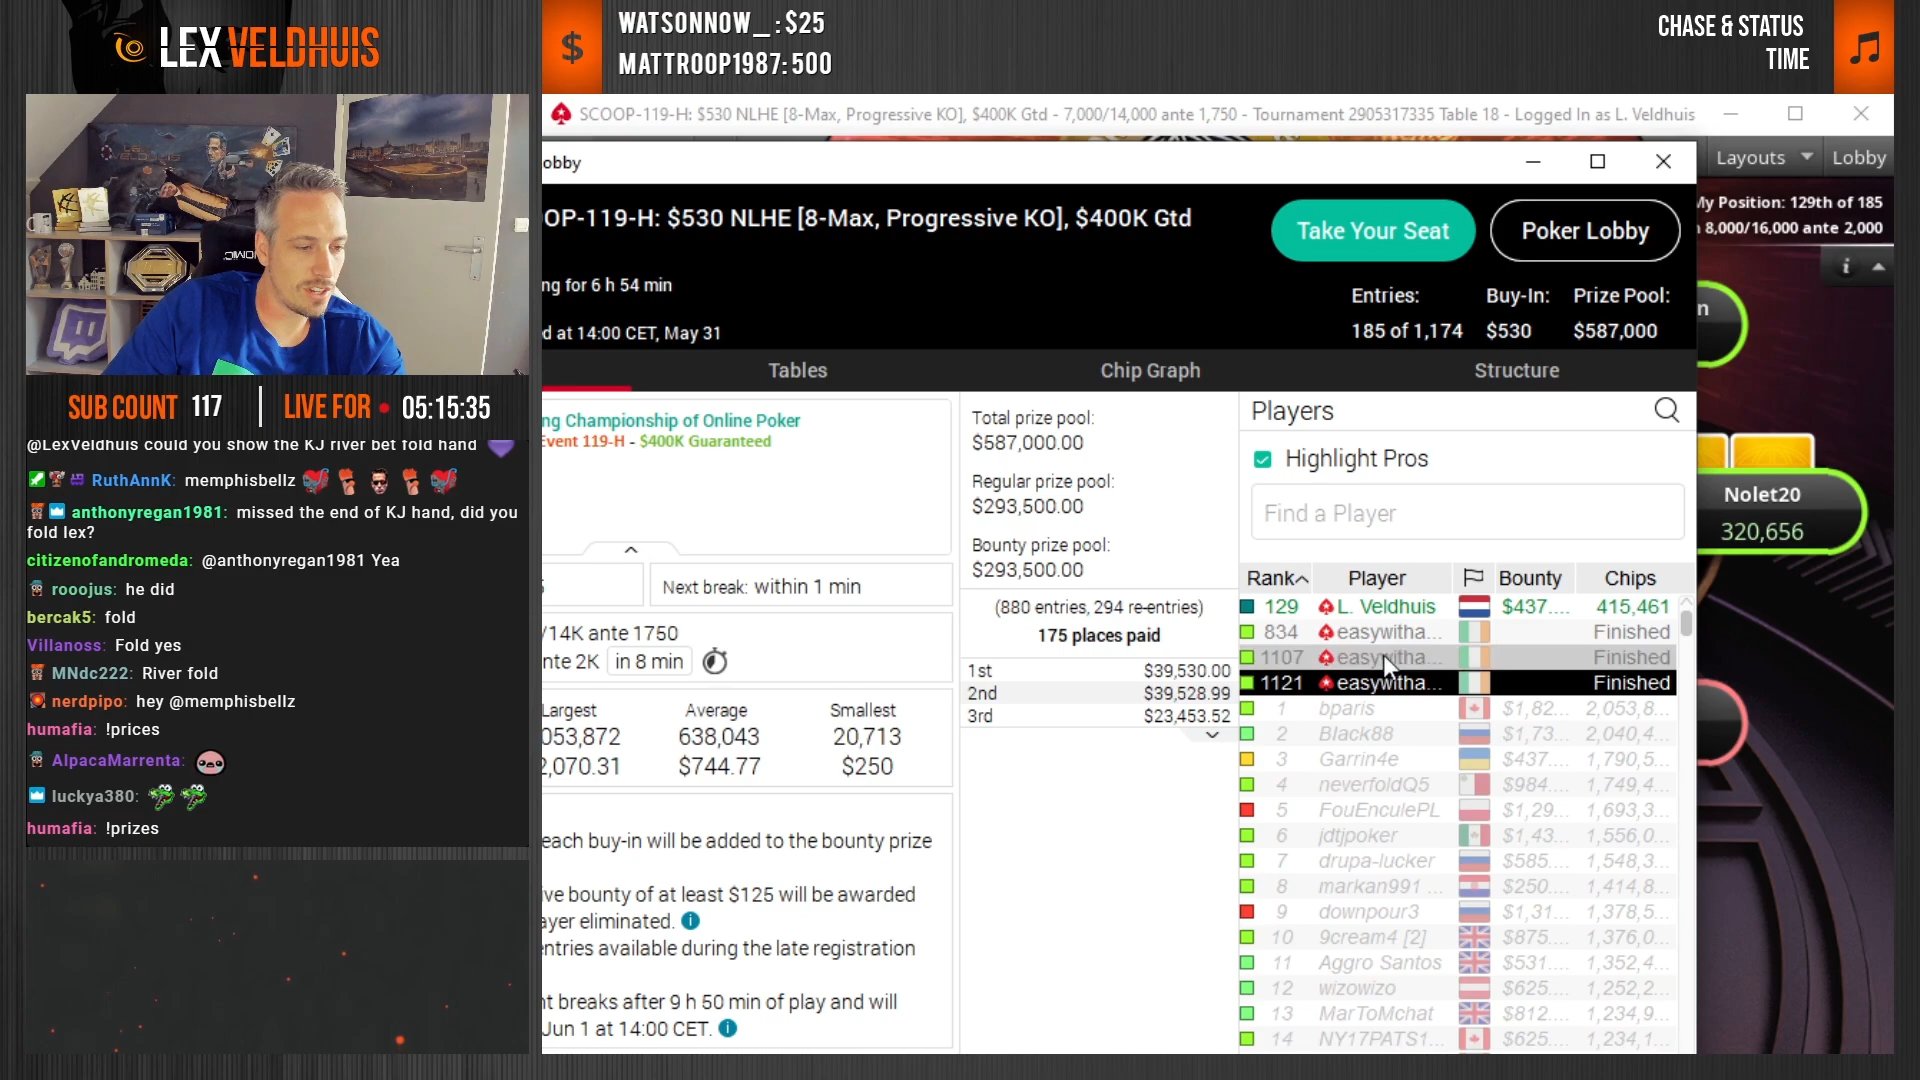 LEX VELDHUIS
$
WATSONNOW_: $25
MATTROOP1987: 500
CHASE & STATUS
TIME
SCOOP-119-H: $530 NLHE [8-Max, Progressive KO], $400K Gtd - 7,000/14,000 ante 1,750 - Tournament 2905317335 Table 18 - Logged In as L. Veldhuis
obby
Layouts
Lobby
OP-119-H: $530 NLHE [8-Max, Progressive KO], $400K Gtd
Take Your Seat
Poker Lobby
My Position: 129th of 185
8,000/16,000 ante 2,000
ng for 6 h 54 min
Entries:
Buy-In:
Prize Pool:
d at 14:00 CET, May 31
185 of 1,174
$530
$587,000
Tables
Chip Graph
Structure
SUB COUNT 117
LIVE FOR 05:15:35
@LexVeldhuis could you show the KJ river bet fold hand
RuthAnnK: memphisbellz
anthonyregan1981: missed the end of KJ hand, did you
fold lex?
citizenofandromeda: @anthonyregan1981 Yea
rooojus: he did
bercak5: fold
Villanoss: Fold yes
MNdc222: River fold
nerdpipo: hey @memphisbellz
humafia: !prices
AlpacaMarrenta:
luckya380:
humafia: !prizes
ng Championship of Online Poker
Event 119-H - $400K Guaranteed
Next break: within 1 min
/14K ante 1750
nte 2K
in 8 min
Largest
Average
Smallest
053,872
638,043
20,713
2,070.31
$744.77
$250
each buy-in will be added to the bounty prize
ive bounty of at least $125 will be awarded
ayer eliminated.
entries available during the late registration
nt breaks after 9 h 50 min of play and will
Jun 1 at 14:00 CET.
Total prize pool:
$587,000.00
Regular prize pool:
$293,500.00
Bounty prize pool:
$293,500.00
(880 entries, 294 re-entries)
175 places paid
1st $39,530.00
2nd $39,528.99
3rd $23,453.52
Players
Highlight Pros
Find a Player
Rank Player Bounty Chips
129 L. Veldhuis $437.... 415,461
834 easywitha... Finished
1107 easywitha... Finished
1121 easywitha... Finished
1 bparis $1,82... 2,053,8...
2 Black88 $1,73... 2,040,4...
3 Garrin4e $437.... 1,790,5...
4 neverfoldQ5 $984.... 1,749,4...
5 FouEnculePL $1,29... 1,693,3...
6 jdtjpoker $1,43... 1,556,0...
7 drupa-lucker $585.... 1,548,3...
8 markan991 ... $250.... 1,414,8...
9 downpour3 $1,31... 1,378,5...
10 9cream4 [2] $875.... 1,376,0...
11 Aggro Santos $531.... 1,352,4...
12 wizowizo $625.... 1,252,2...
13 MarToMchat $812.... 1,234,9...
14 NY17PATS1... $625.... 1,234,1...
n
Nolet20
320,656